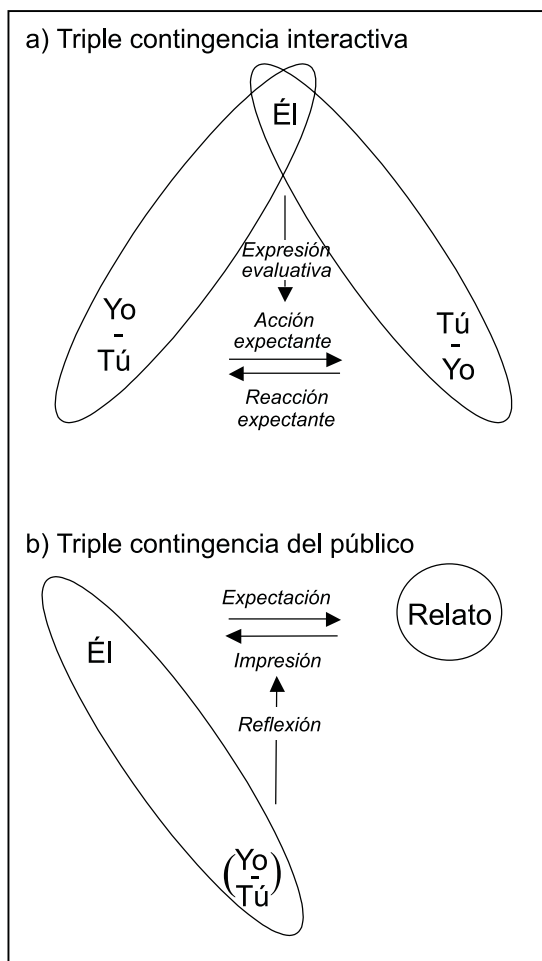 a) Triple contingencia interactiva
Él
Expresión
evaluativa
Yo
-
Tú
Acción
expectante
Tú
-
Yo
Reacción
expectante
b) Triple contingencia del público
Expectación
Relato
Él
Impresión
Reflexión
(Yo
-
Tú)